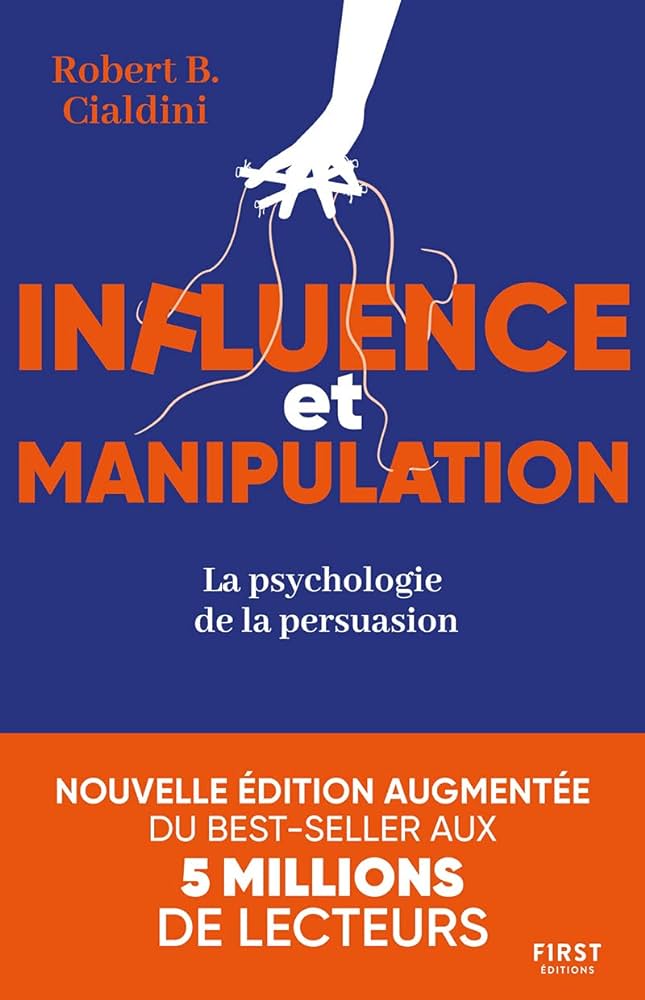 Robert B.
Cialdini
INFLUENCE
et
MANIPULATION
La psychologie
de la persuasion
NOUVELLE ÉDITION AUGMENTÉE
DU BEST-SELLER AUX
5 MILLIONS
DE LECTEURS
F1RST
ÉDITIONS